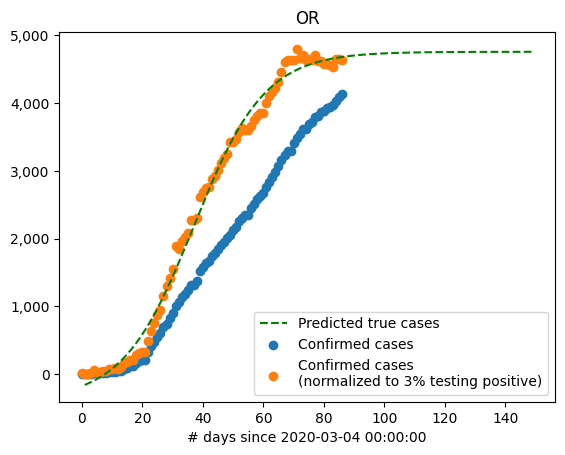 OR
5,000
4,000
3,000
2,000
1,000
0
Predicted true cases
Confirmed cases
Confirmed cases
(normalized to 3% testing positive)
0 20 40 60 80 100 120 140
# days since 2020-03-04 00:00:00